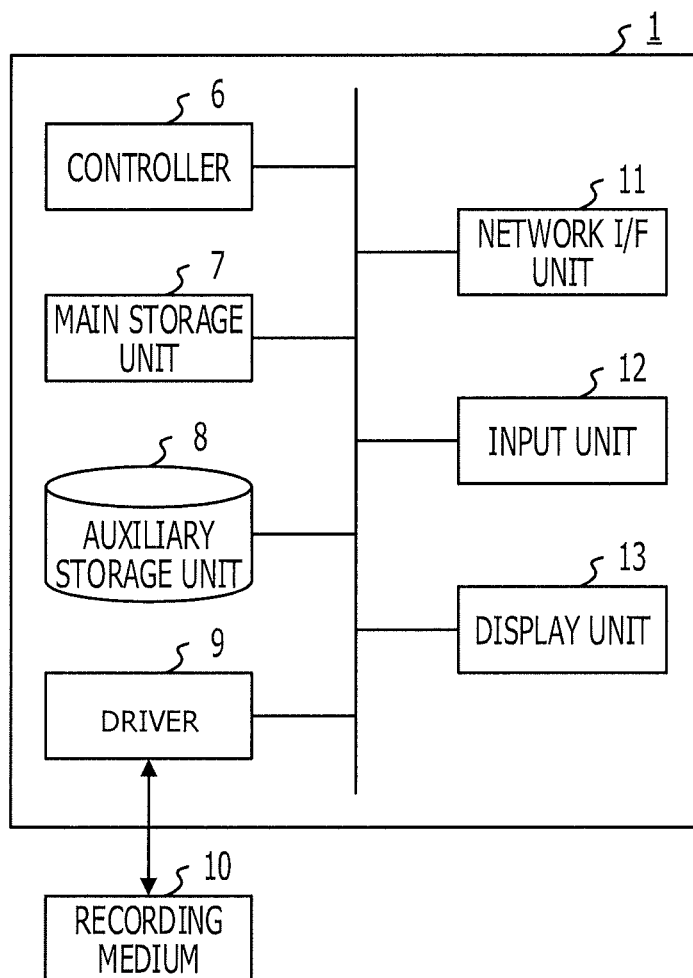 1
6
CONTROLLER
7
MAIN STORAGE
UNIT
8
AUXILIARY
STORAGE UNIT
9
DRIVER
10
RECORDING
MEDIUM
11
NETWORK I/F
UNIT
12
INPUT UNIT
13
DISPLAY UNIT